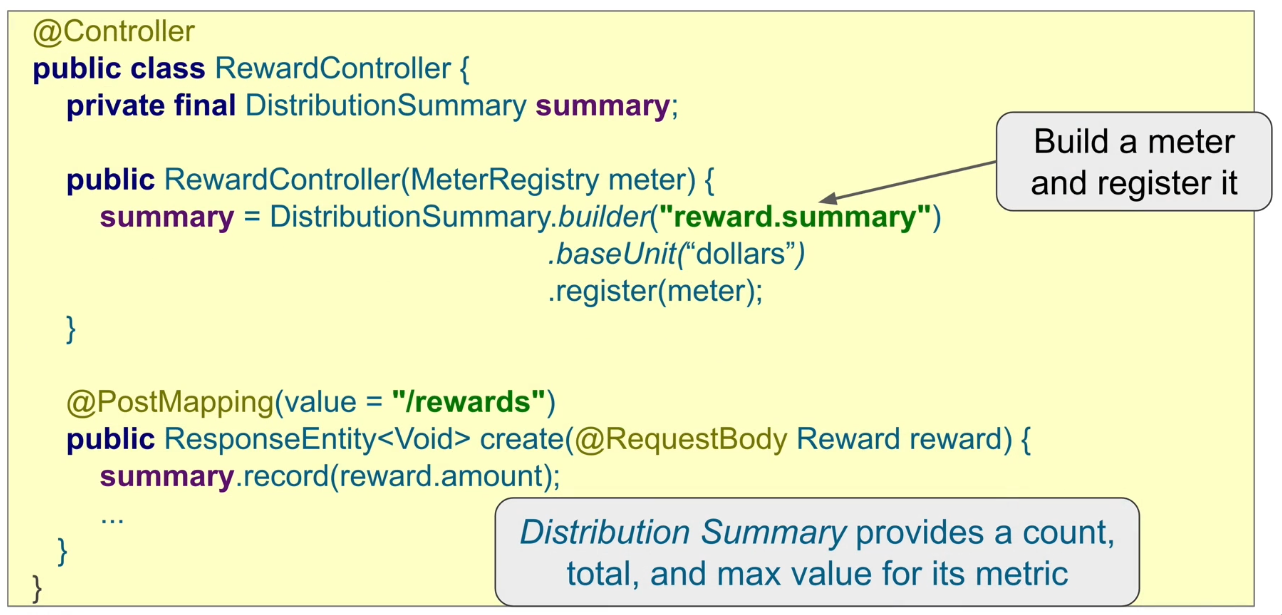 @Controller
public class RewardController {
private final DistributionSummary summary;
public RewardController(MeterRegistry meter) {
summary = DistributionSummary.builder("reward.summary")
.baseUnit(“dollars”)
.register(meter);
}
@PostMapping(value = "/rewards")
public ResponseEntity<Void> create(@RequestBody Reward reward) {
summary.record(reward.amount);
...
}
}
Build a meter
and register it
Distribution Summary provides a count,
total, and max value for its metric